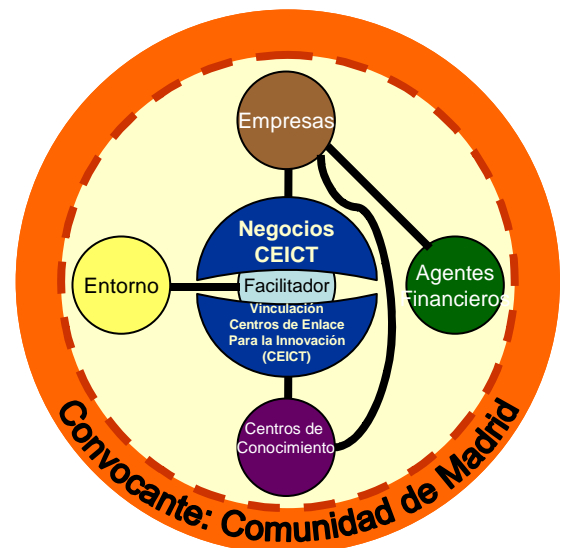 Empresas
Negocios
CEICT
Entorno
Facilitador
Agentes
Financieros
Vinculación
Centros de Enlace
Para la Innovación
(CEICT)
Centros de
Conocimiento
Convocante: Comunidad de Madrid